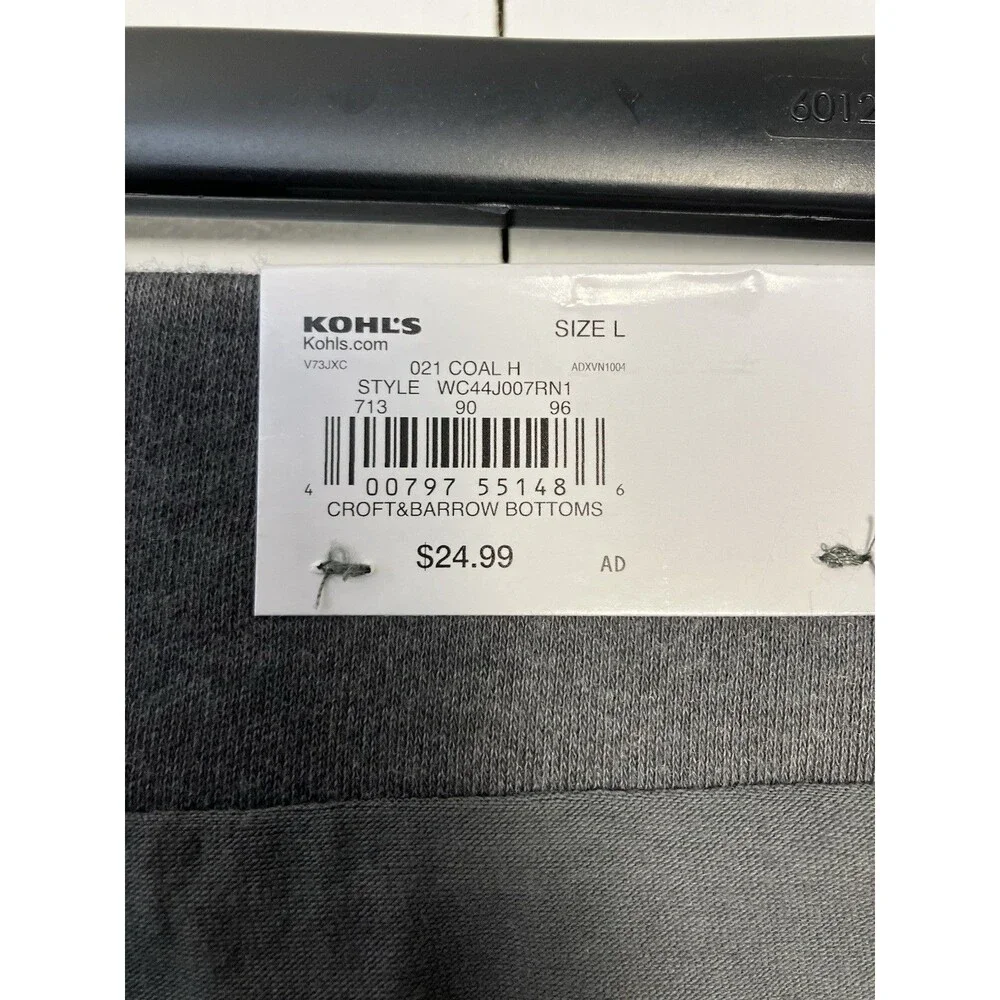 6012
KOHL'S
SIZE L
Kohls.com
V73JXC
021 COAL H
ADXVN1004
STYLE WC44J007RN1
713 90 96
4 00797 55148 6
CROFT&BARROW BOTTOMS
$24.99
AD